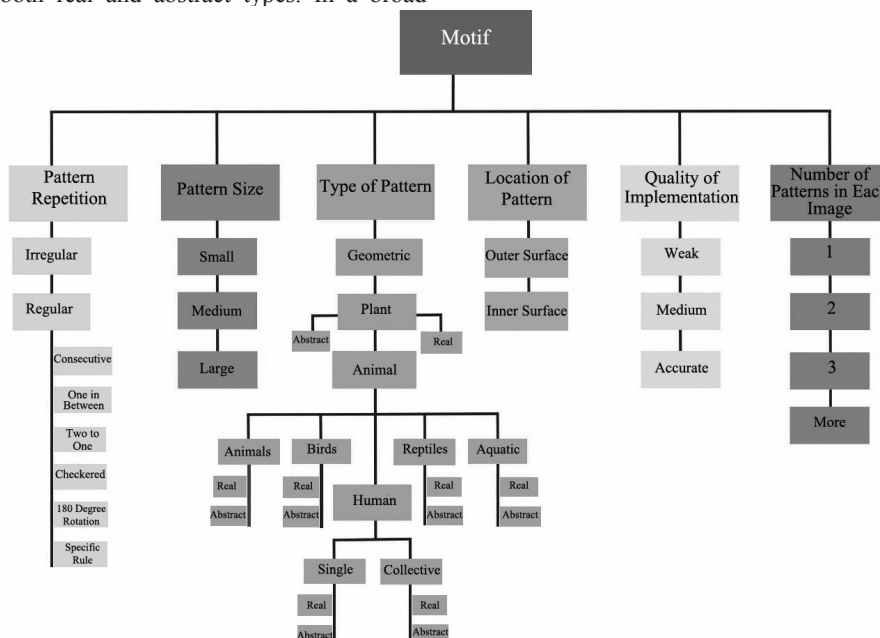 both real and abstract types. In a broad
Motif
Pattern
Repetition
Irregular
Regular
Consecutive
One in
Between
Two to
One
Checkered
180 Degree
Rotation
Specific
Rule
Pattern Size
Small
Medium
Large
Type of Pattern
Geometric
Plant
Abstract
Real
Animal
Animals
Real
Abstract
Birds
Real
Abstract
Reptiles
Real
Abstract
Aquatic
Real
Abstract
Human
Single
Real
Abstract
Collective
Real
Abstract
Location of
Pattern
Outer Surface
Inner Surface
Quality of
Implementation
Weak
Medium
Accurate
Number of
Patterns in Each
Image
1
2
3
More